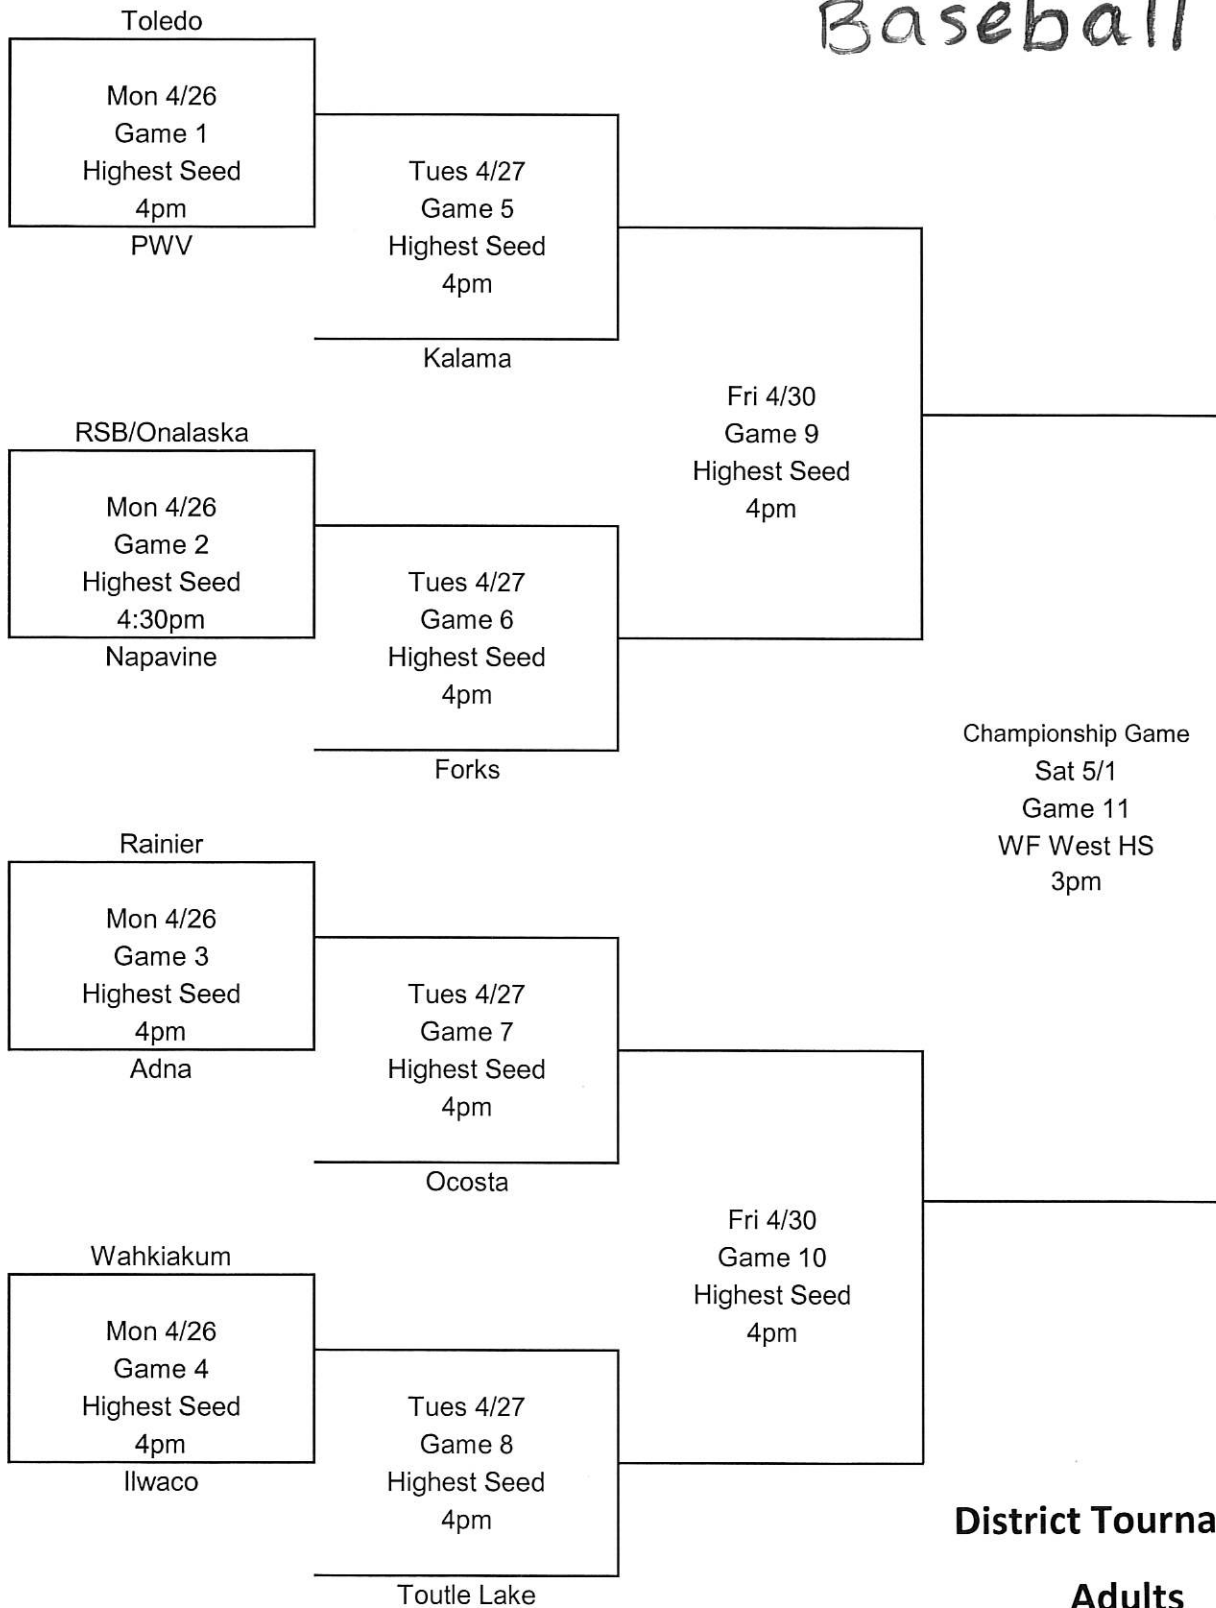 Baseball
Toledo
Mon 4/26
Game 1
Highest Seed
4pm
PWV
Tues 4/27
Game 5
Highest Seed
4pm
Kalama
RSB/Onalaska
Mon 4/26
Game 2
Highest Seed
4:30pm
Napavine
Tues 4/27
Game 6
Highest Seed
4pm
Forks
Fri 4/30
Game 9
Highest Seed
4pm
Rainier
Mon 4/26
Game 3
Highest Seed
4pm
Adna
Tues 4/27
Game 7
Highest Seed
4pm
Ocosta
Wahkiakum
Mon 4/26
Game 4
Highest Seed
4pm
Ilwaco
Tues 4/27
Game 8
Highest Seed
4pm
Toutle Lake
Fri 4/30
Game 10
Highest Seed
4pm
Championship Game
Sat 5/1
Game 11
WF West HS
3pm
District Tourna
Adults